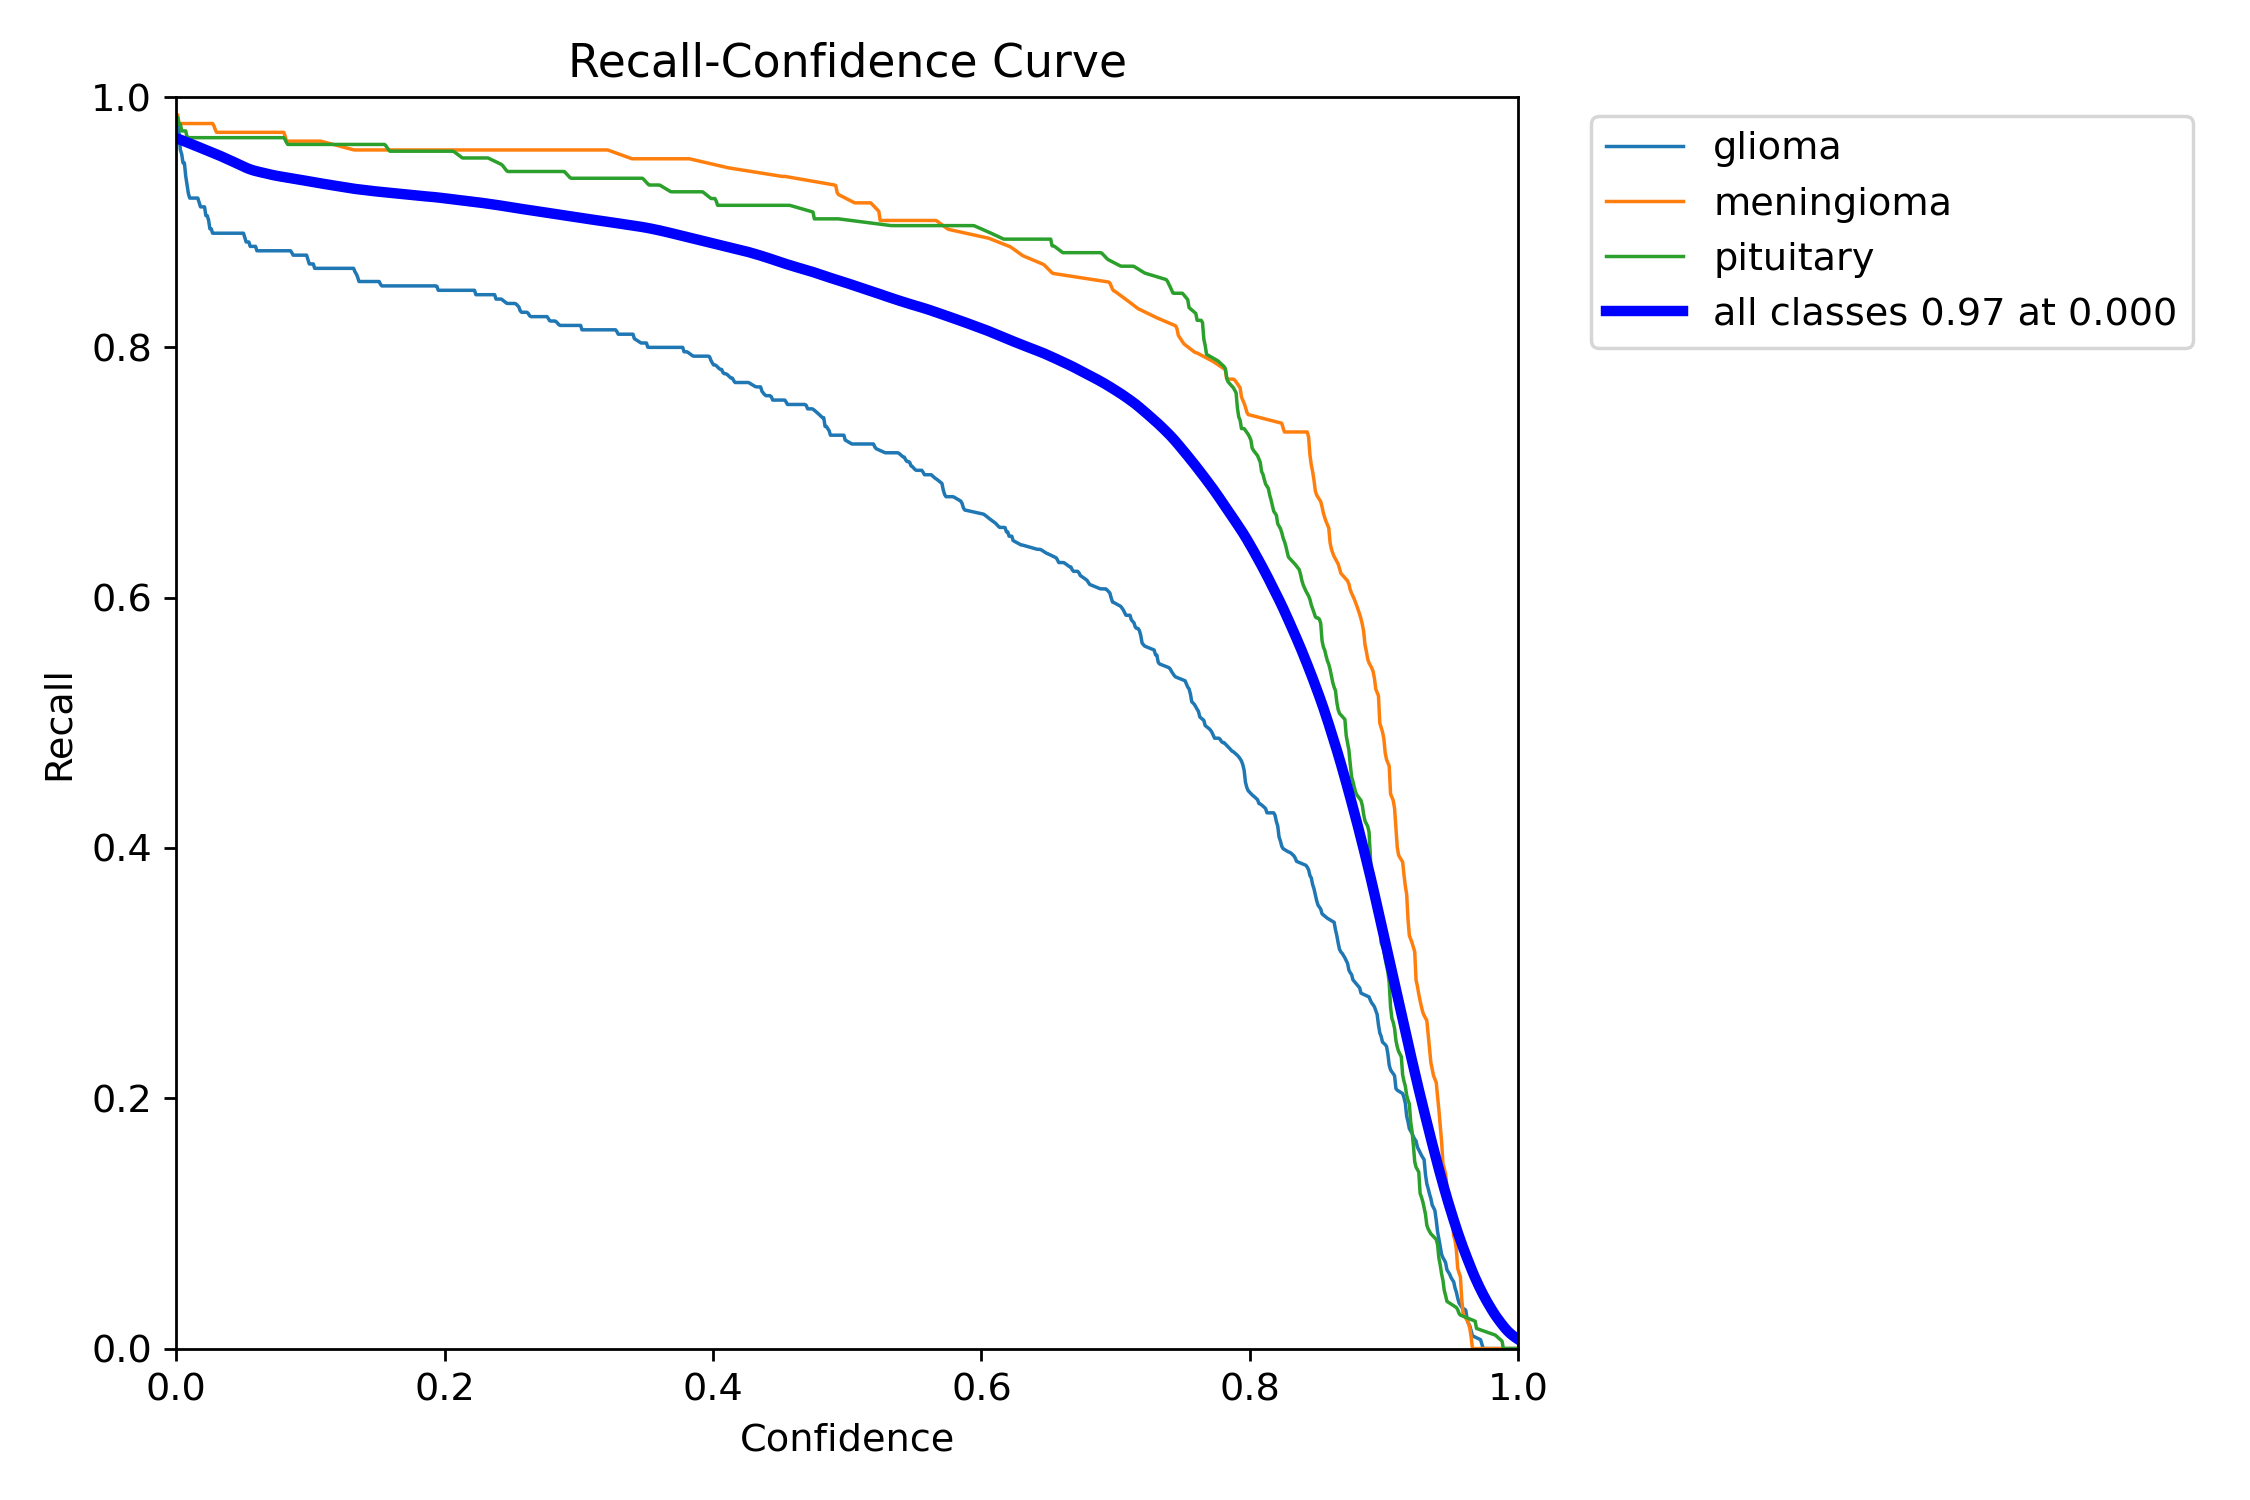 Recall-Confidence Curve
1.0
0.8
0.6
0.4
0.2
0.0
Recall
0.0 0.2 0.4 0.6 0.8 1.0
Confidence
glioma
meningioma
pituitary
all classes 0.97 at 0.000